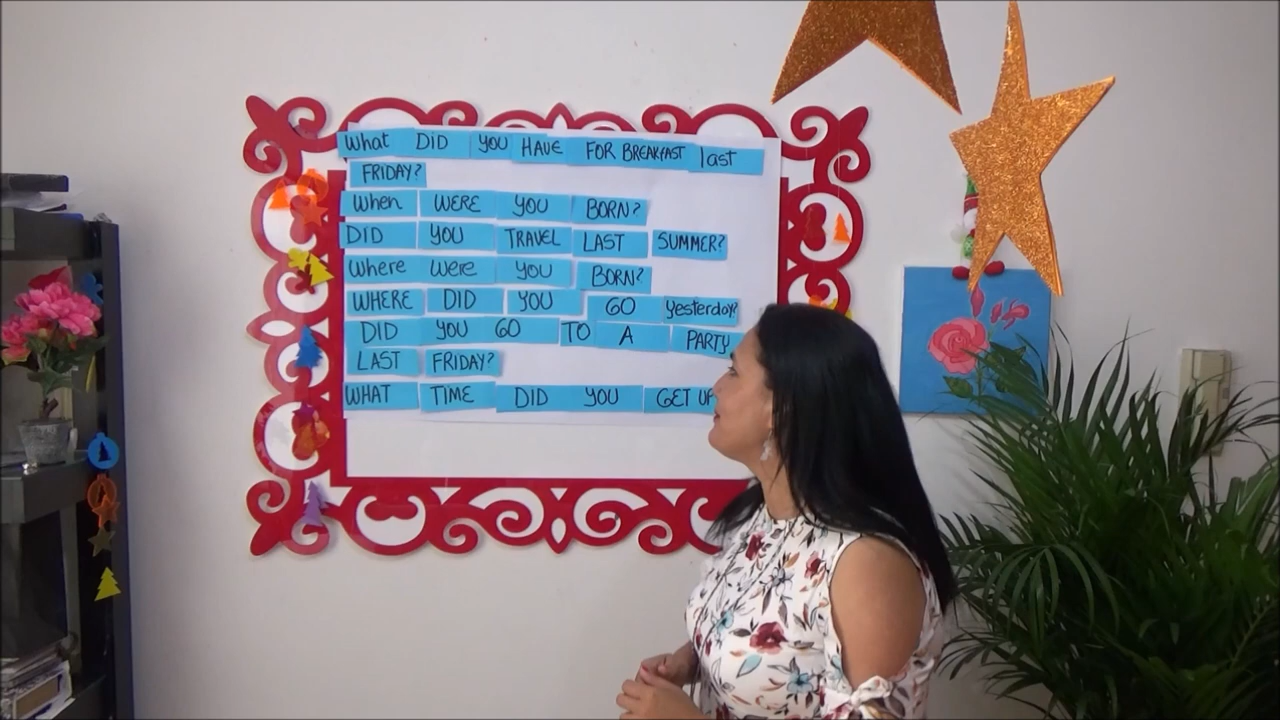 What DID YOU HAVE FOR BREAKFAST last
FRIDAY?
When WERE YOU BORN?
DID YOU TRAVEL LAST SUMMER?
Where Were YOU BORN?
WHERE DID YOU GO Yesterday?
DID YOU GO TO A PARTY
LAST FRIDAY?
WHAT TIME DID YOU GET UP